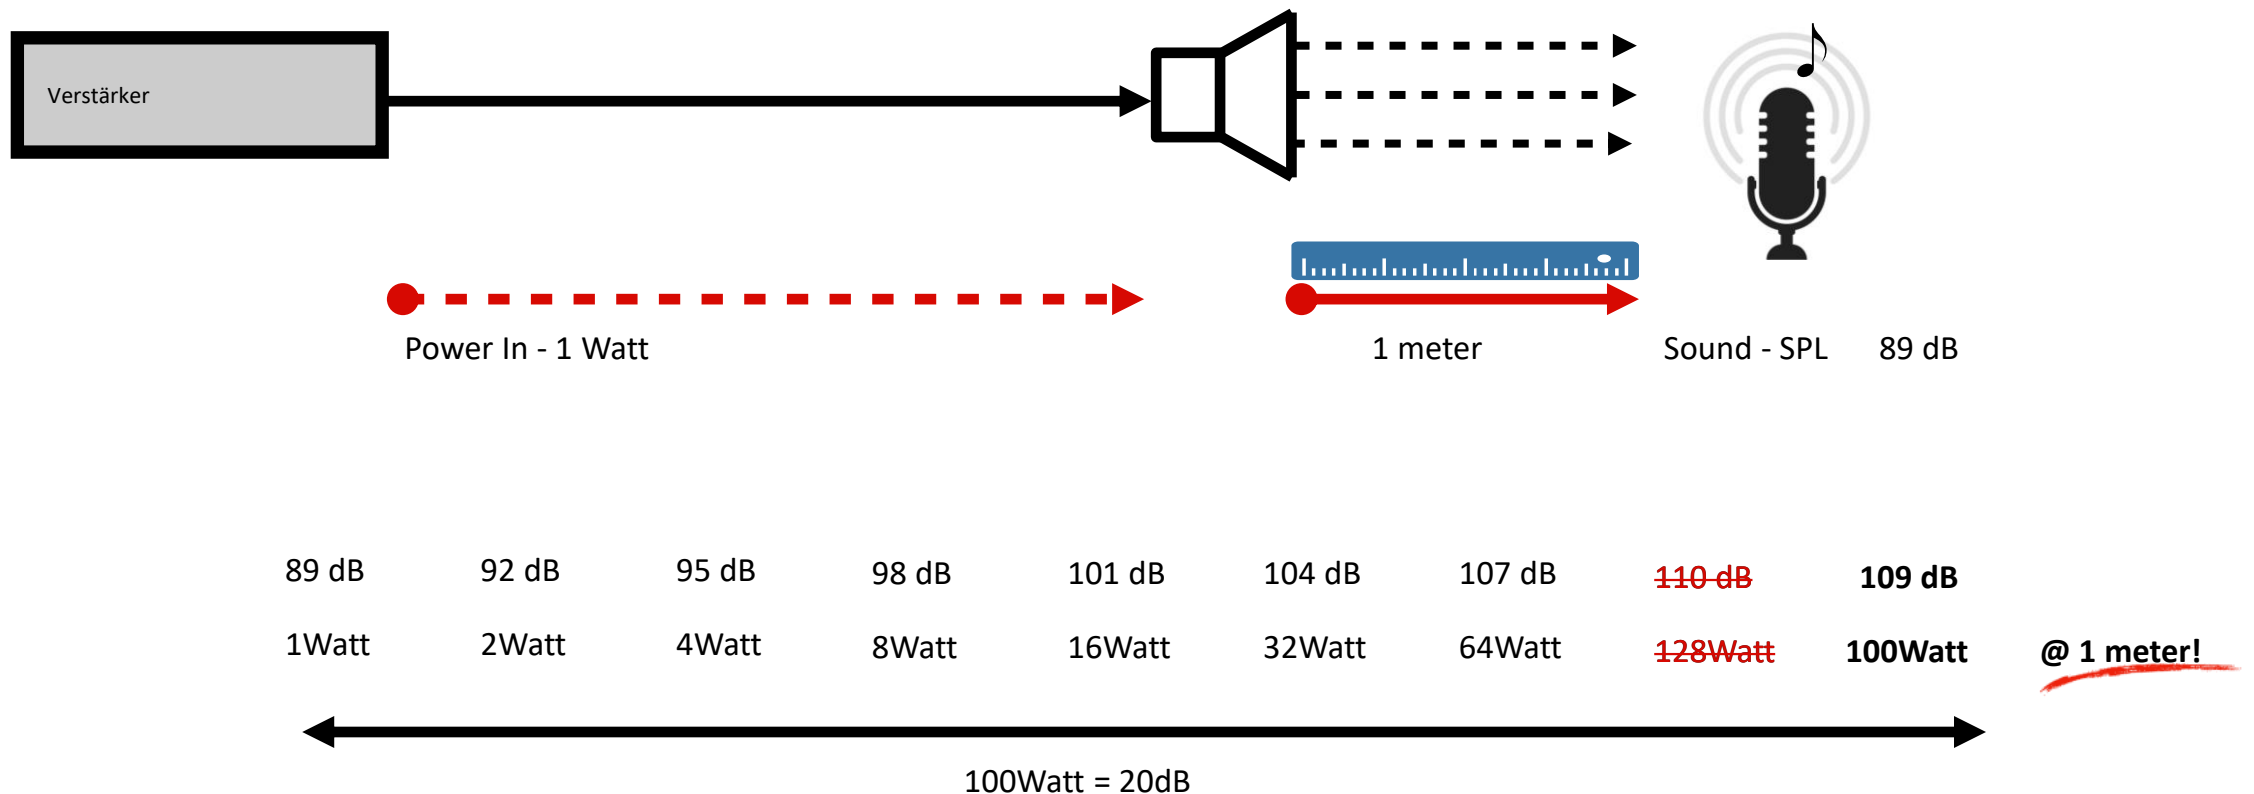 Verstärker
Power In - 1 Watt
1 meter
Sound - SPL 89 dB
89 dB 92 dB 95 dB 98 dB 101 dB 104 dB 107 dB 110 dB 109 dB
1Watt 2Watt 4Watt 8Watt 16Watt 32Watt 64Watt 128Watt 100Watt @ 1 meter!
100Watt = 20dB